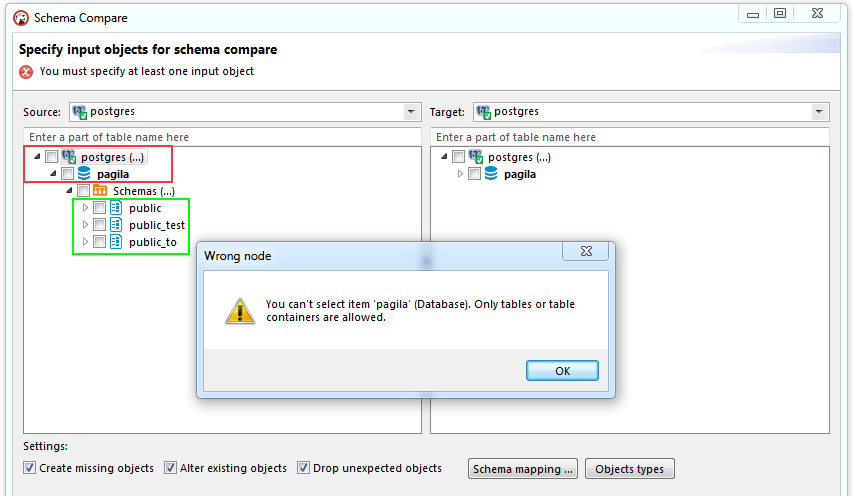 Schema Compare
Specify input objects for schema compare
You must specify at least one input object
Source: postgres
Target: postgres
Enter a part of table name here
Enter a part of table name here
postgres (...)
pagila
Schemas (...)
public
public_test
public_to
postgres (...)
pagila
Wrong node
You can't select item 'pagila' (Database). Only tables or table
containers are allowed.
OK
Settings:
Create missing objects
Alter existing objects
Drop unexpected objects
Schema mapping ...
Objects types